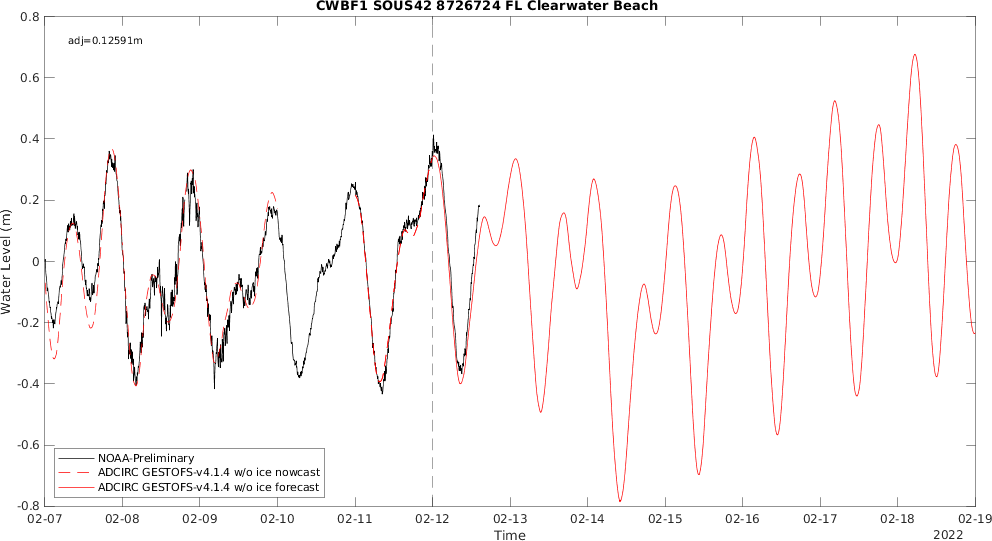 CWBF1 SOUS42 8726724 FL Clearwater Beach
adj=0.12591m
0.8
0.6
0.4
0.2
0
-0.2
-0.4
-0.6
-0.8
Water Level (m)
NOAA-Preliminary
ADCIRC GESTOFS-v4.1.4 w/o ice nowcast
ADCIRC GESTOFS-v4.1.4 w/o ice forecast
02-07 02-08 02-09 02-10 02-11 02-12 02-13 02-14 02-15 02-16 02-17 02-18 02-19
Time
2022